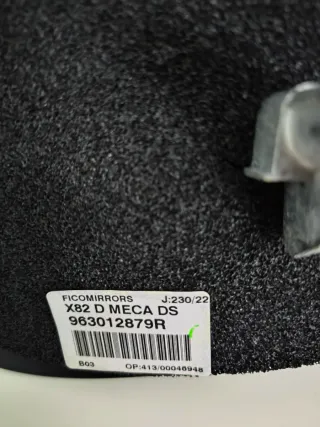 FICOMIRRORS J:230/22
X82 D MECA DS
963012879R
B03 OP:413/00046948